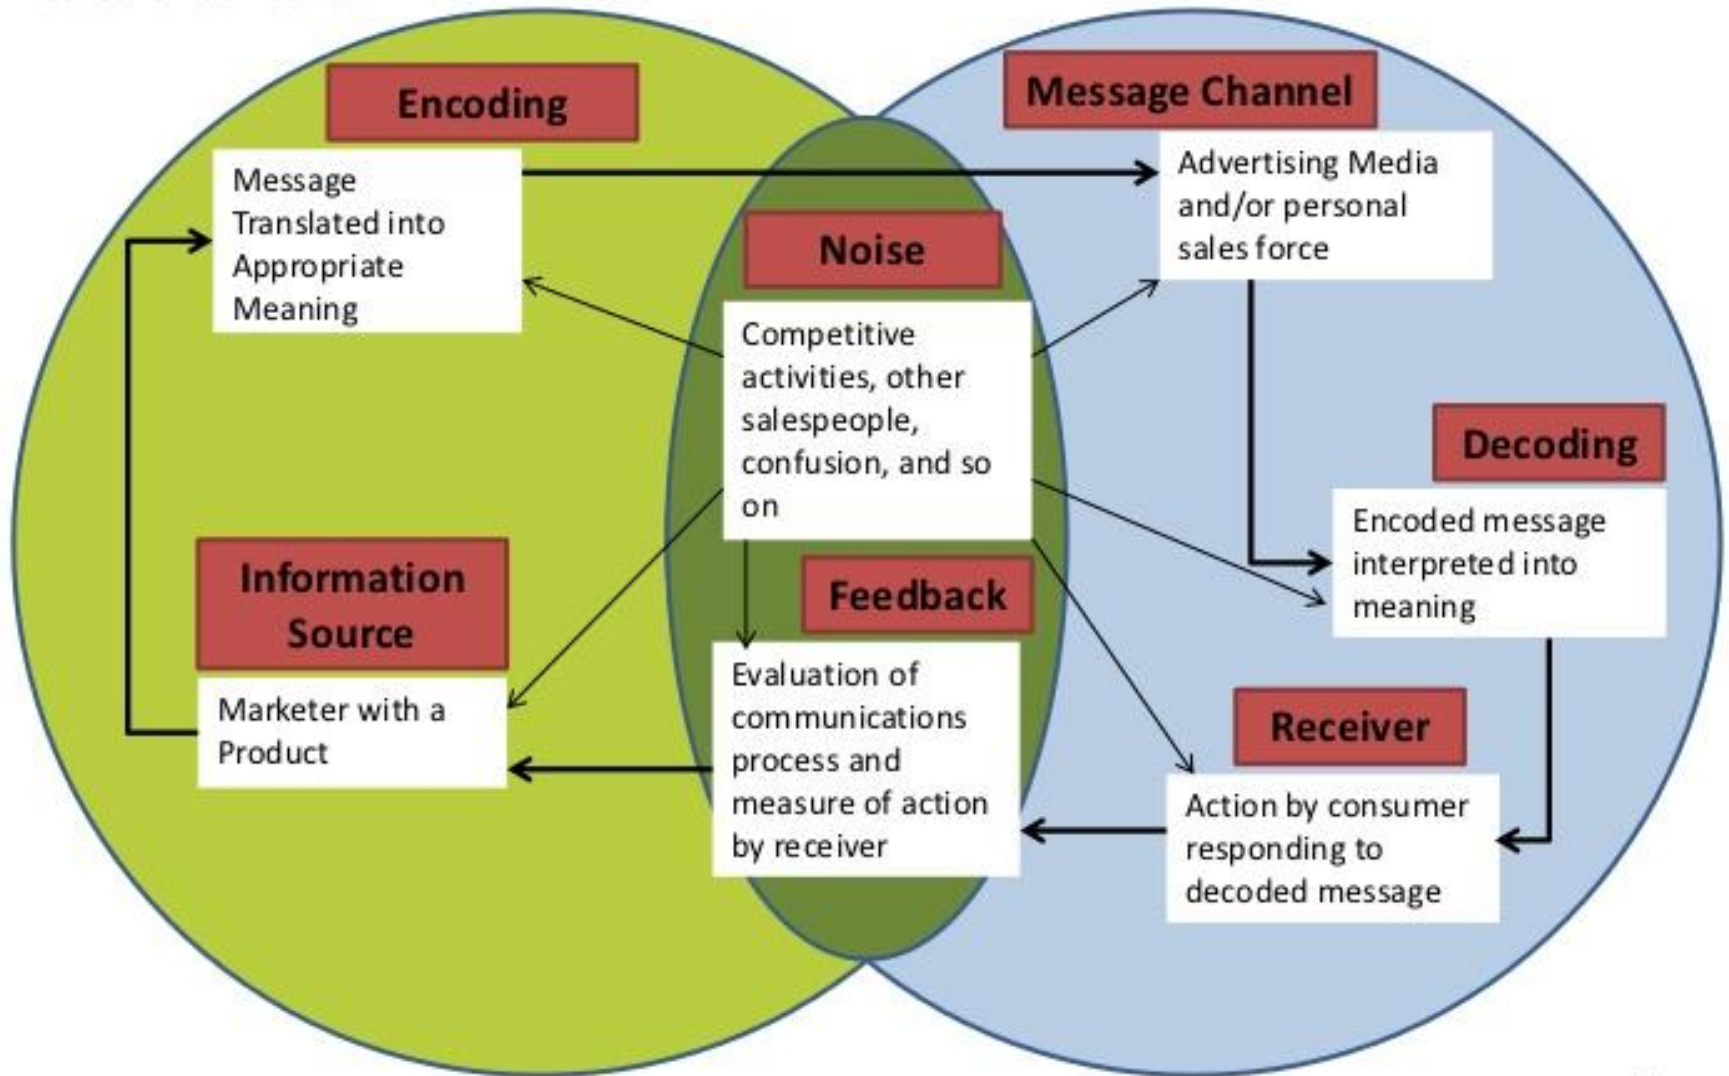 Encoding
Message
Translated into
Appropriate
Meaning
Message Channel
Advertising Media
and/or personal
sales force
Noise
Competitive
activities, other
salespeople,
confusion, and so
on
Decoding
Encoded message
interpreted into
meaning
Information
Source
Marketer with a
Product
Feedback
Evaluation of
communications
process and
measure of action
by receiver
Receiver
Action by consumer
responding to
decoded message